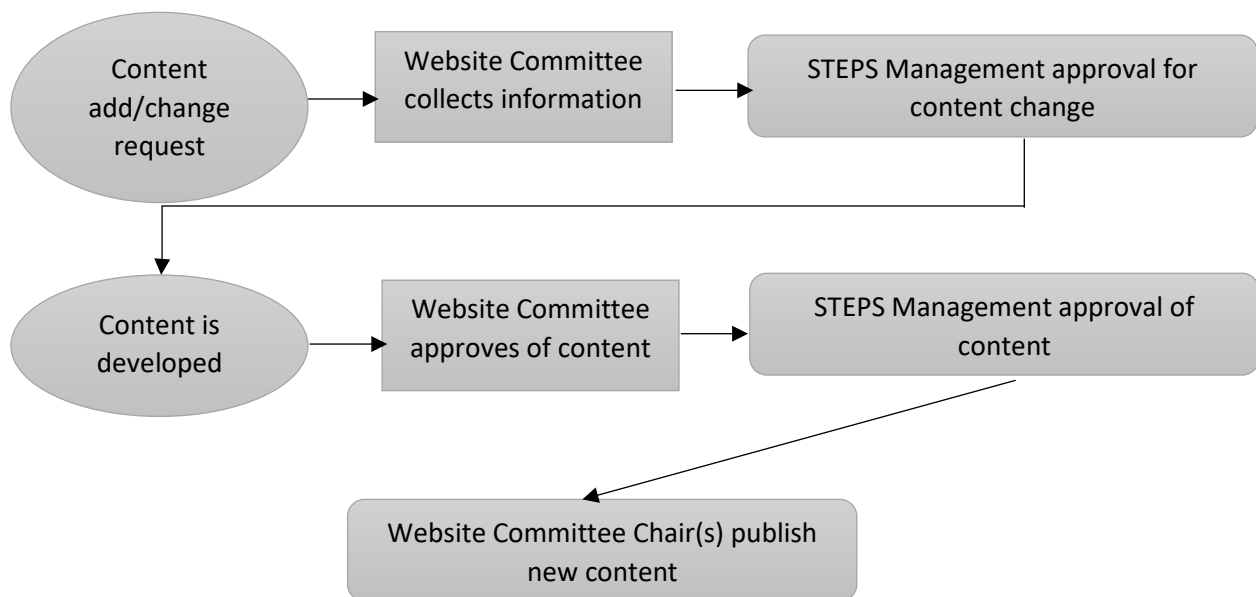 Content
add/change
request
Website Committee
collects information
STEPS Management approval for
content change
Content is
developed
Website Committee
approves of content
STEPS Management approval of
content
Website Committee Chair(s) publish
new content